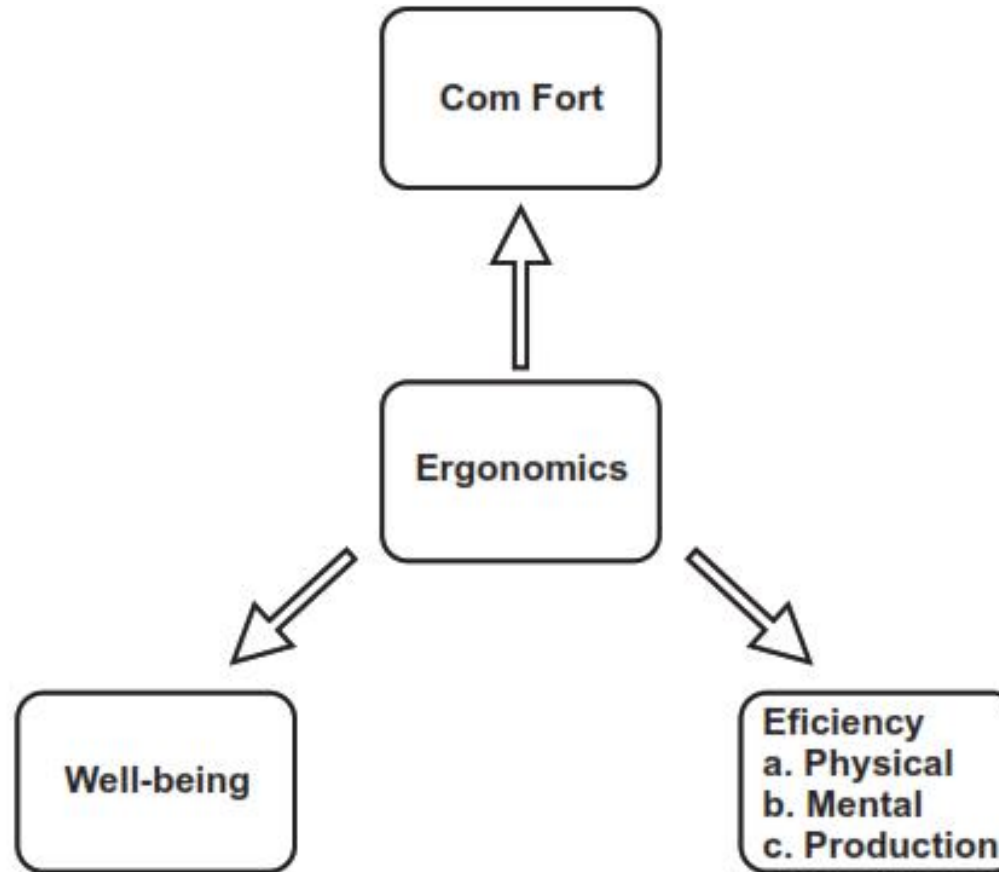 Com Fort
Ergonomics
Well-being
Eficiency
a. Physical
b. Mental
c. Production